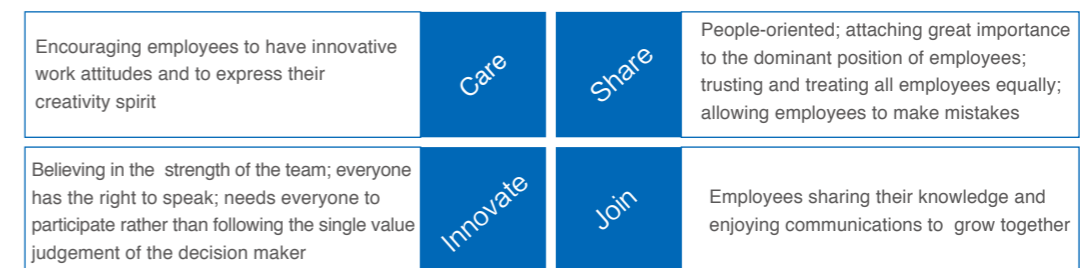 Encouraging employees to have innovative
work attitudes and to express their
creativity spirit
Care
Share
People-oriented; attaching great importance
to the dominant position of employees;
trusting and treating all employees equally;
allowing employees to make mistakes
Believing in the strength of the team; everyone
has the right to speak; needs everyone to
participate rather than following the single value
judgement of the decision maker
Innovate
Join
Employees sharing their knowledge and
enjoying communications to grow together